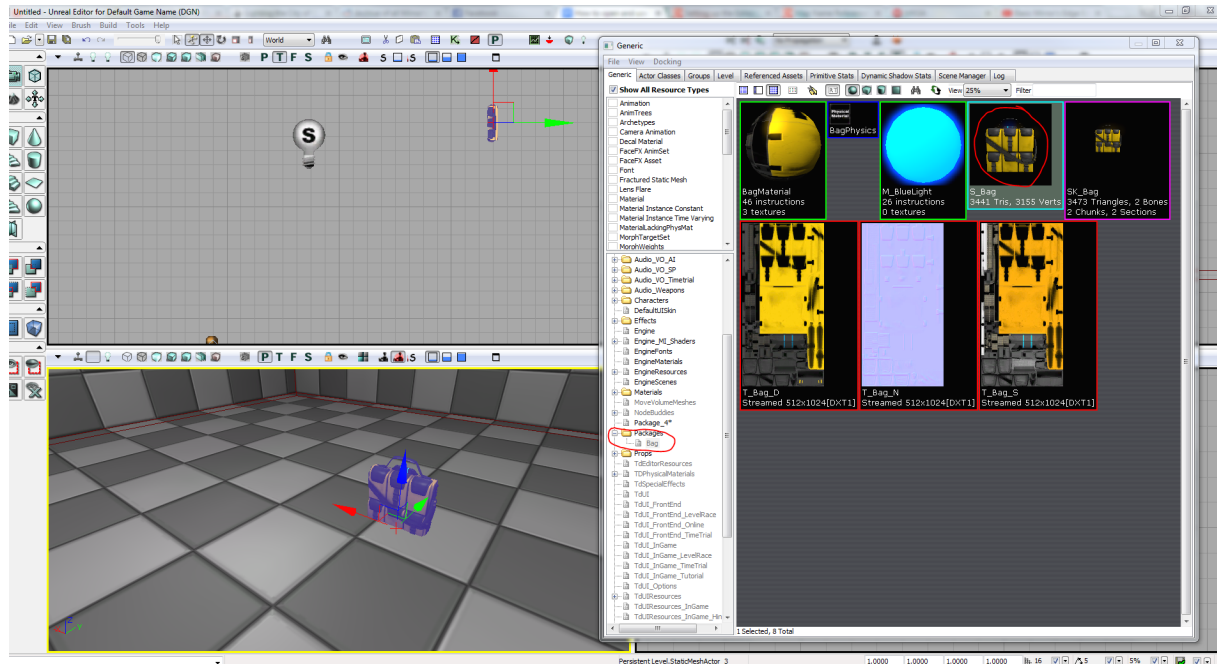 Untitled - Unreal Editor for Default Game Name (DGN)
File Edit View Brush Build Tools Help
World
P
P T F S
S
Generic
File View Docking
Generic Actor Classes Groups Level Referenced Assets Primitive Stats Dynamic Shadow Stats Scene Manager Log
Show All Resource Types
View 25% Filter
Animation
AnimTrees
Archetypes
Camera Animation
Decal Material
FaceFX AnimSet
FaceFX Asset
Font
Fractured Static Mesh
Lens Flare
Material
Material Instance Constant
Material Instance Time Varying
MaterialLackingPhysMat
MorphTargetSet
MorphWeights
Audio_VO_AI
Audio_VO_SP
Audio_VO_Timetrial
Audio_Weapons
Characters
DefaultUISkin
Effects
Engine
Engine_MI_Shaders
EngineFonts
EngineMaterials
EngineResources
EngineScenes
Materials
MoveVolumeMeshes
NodeBuddies
Package_4*
Packages
Bag
Props
TdEditorResources
TDPhysicalMaterials
TdSpecialEffects
TdUI
TdUI_FrontEnd
TdUI_FrontEnd_LevelRace
TdUI_FrontEnd_Online
TdUI_FrontEnd_TimeTrial
TdUI_InGame
TdUI_InGame_LevelRace
TdUI_InGame_TimeTrial
TdUI_InGame_Tutorial
TdUI_Options
TdUIResources
TdUIResources_InGame
TdUIResources_InGame_Hin
BagMaterial
46 instructions
3 textures
Physical
Material
BagPhysics
M_BlueLight
26 instructions
0 textures
S_Bag
3441 Tris, 3155 Verts
SK_Bag
3473 Triangles, 2 Bones
2 Chunks, 2 Sections
T_Bag_D
Streamed 512x1024[DXT1]
T_Bag_N
Streamed 512x1024[DXT1]
T_Bag_S
Streamed 512x1024[DXT1]
1 Selected, 8 Total
P T F S
Persistent Level.StaticMeshActor_3 1.0000 1.0000 1.0000 1.0000 16 5 5%